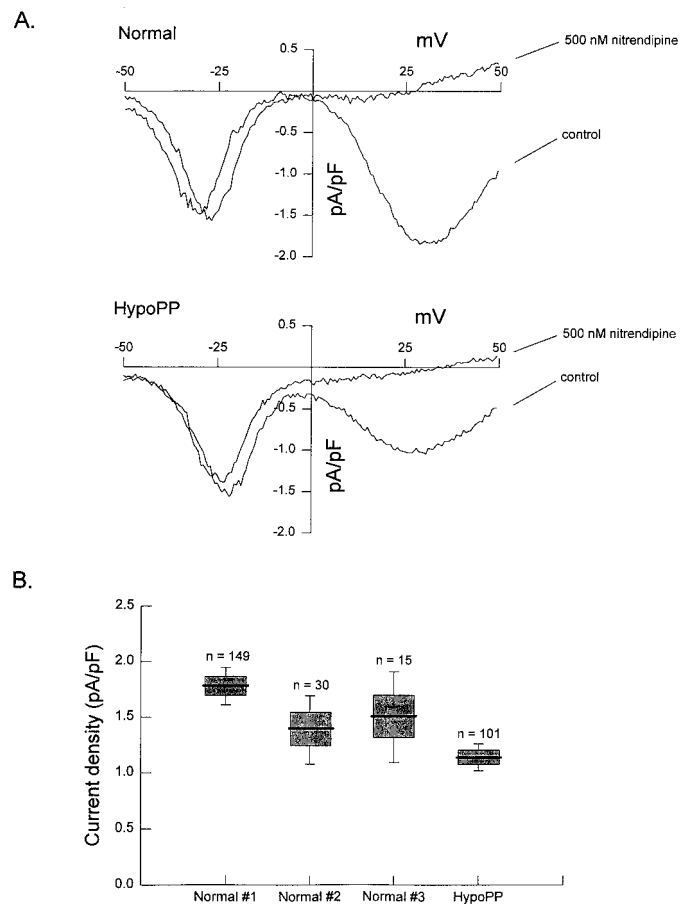 A.
Normal
mV
500 nM nitrendipine
0.5
-50 -25 25 50
-0.5
control
-1.0
-1.5
-2.0
pA/pF
HypoPP
mV
500 nM nitrendipine
0.5
-50 -25 25 50
control
-0.5
-1.0
-1.5
-2.0
pA/pF
B.
Current density (pA/pF)
2.5
2.0
1.5
1.0
0.5
0.0
n = 149
n = 30
n = 15
n = 101
Normal #1 Normal #2 Normal #3 HypoPP